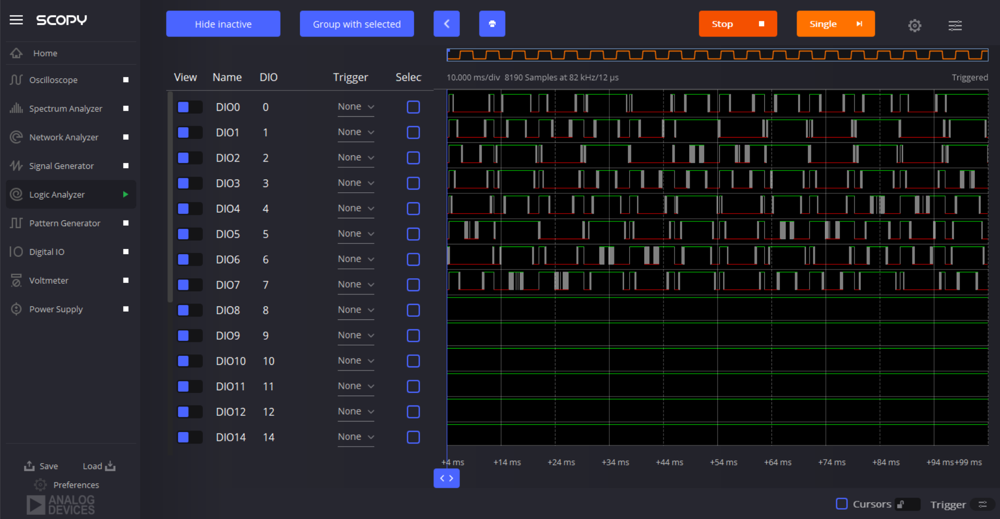 SCOPY
Hide inactive
Group with selected
Stop
Single
Home
Oscilloscope
Spectrum Analyzer
Network Analyzer
Signal Generator
Logic Analyzer
Pattern Generator
Digital IO
Voltmeter
Power Supply
View Name DIO Trigger Selec
10.000 ms/div 8190 Samples at 82 kHz/12 µs
Triggered
DIO0 0 None
DIO1 1 None
DIO2 2 None
DIO3 3 None
DIO4 4 None
DIO5 5 None
DIO6 6 None
DIO7 7 None
DIO8 8 None
DIO9 9 None
DIO10 10 None
DIO11 11 None
DIO12 12 None
DIO14 14 None
+4 ms +14 ms +24 ms +34 ms +44 ms +54 ms +64 ms +74 ms +84 ms +94 ms +99 ms
Save Load
Preferences
ANALOG
DEVICES
Cursors Trigger